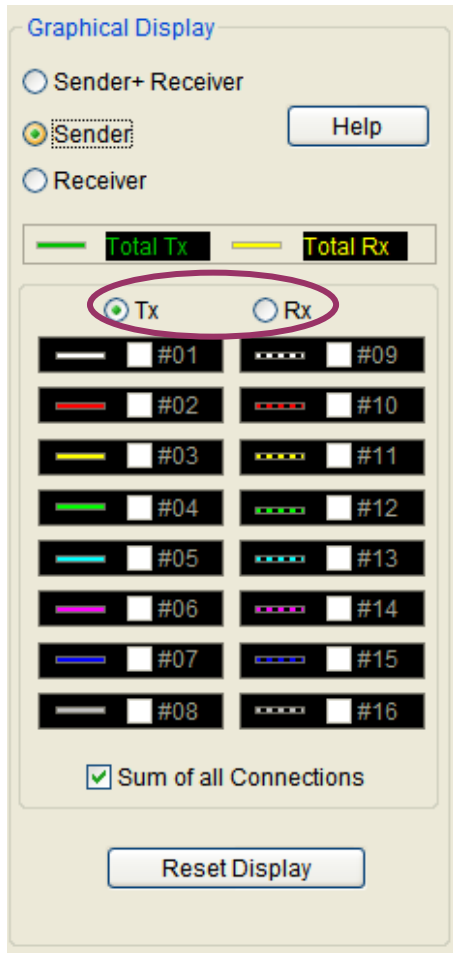 Graphical Display
Sender+ Receiver
Sender
Help
Receiver
Total Tx Total Rx
Tx Rx
#01 #09
#02 #10
#03 #11
#04 #12
#05 #13
#06 #14
#07 #15
#08 #16
Sum of all Connections
Reset Display